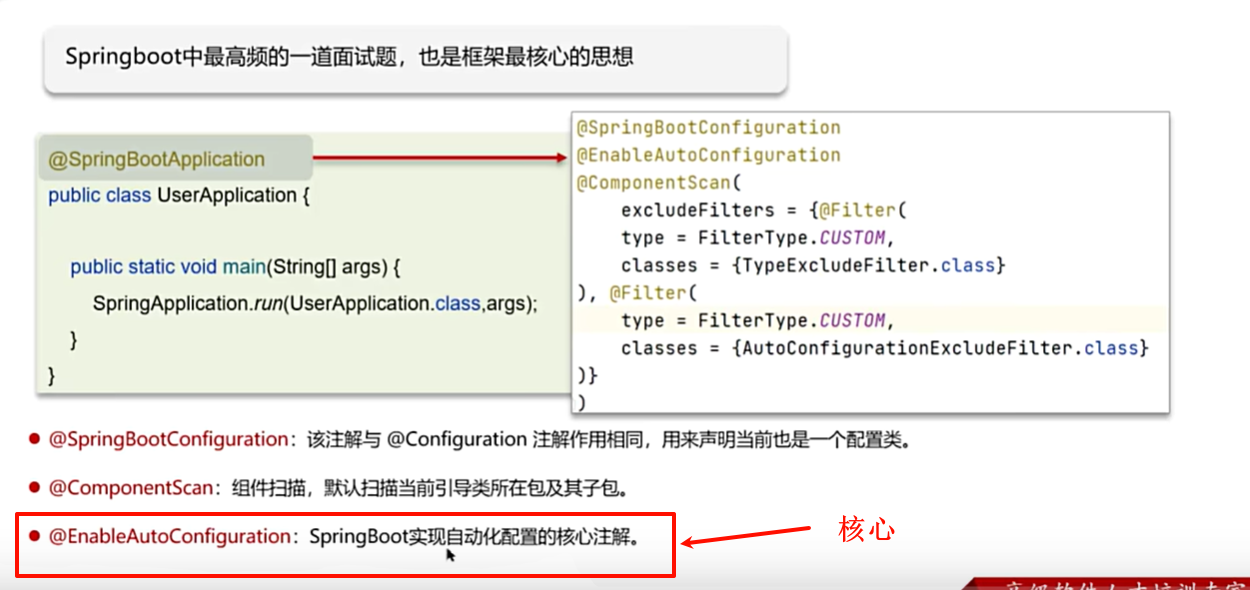 Springboot中最高频的一道面试题，也是框架最核心的思想
@SpringBootApplication
public class UserApplication {
public static void main(String[] args) {
SpringApplication.run(UserApplication.class,args);
}
}
@SpringBootConfiguration
@EnableAutoConfiguration
@ComponentScan(
excludeFilters = {@Filter(
type = FilterType.CUSTOM,
classes = {TypeExcludeFilter.class}
), @Filter(
type = FilterType.CUSTOM,
classes = {AutoConfigurationExcludeFilter.class}
)}
)
● @SpringBootConfiguration：该注解与 @Configuration 注解作用相同，用来声明当前也是一个配置类。
● @ComponentScan：组件扫描，默认扫描当前引导类所在包及其子包。
● @EnableAutoConfiguration：SpringBoot实现自动化配置的核心注解。
核心